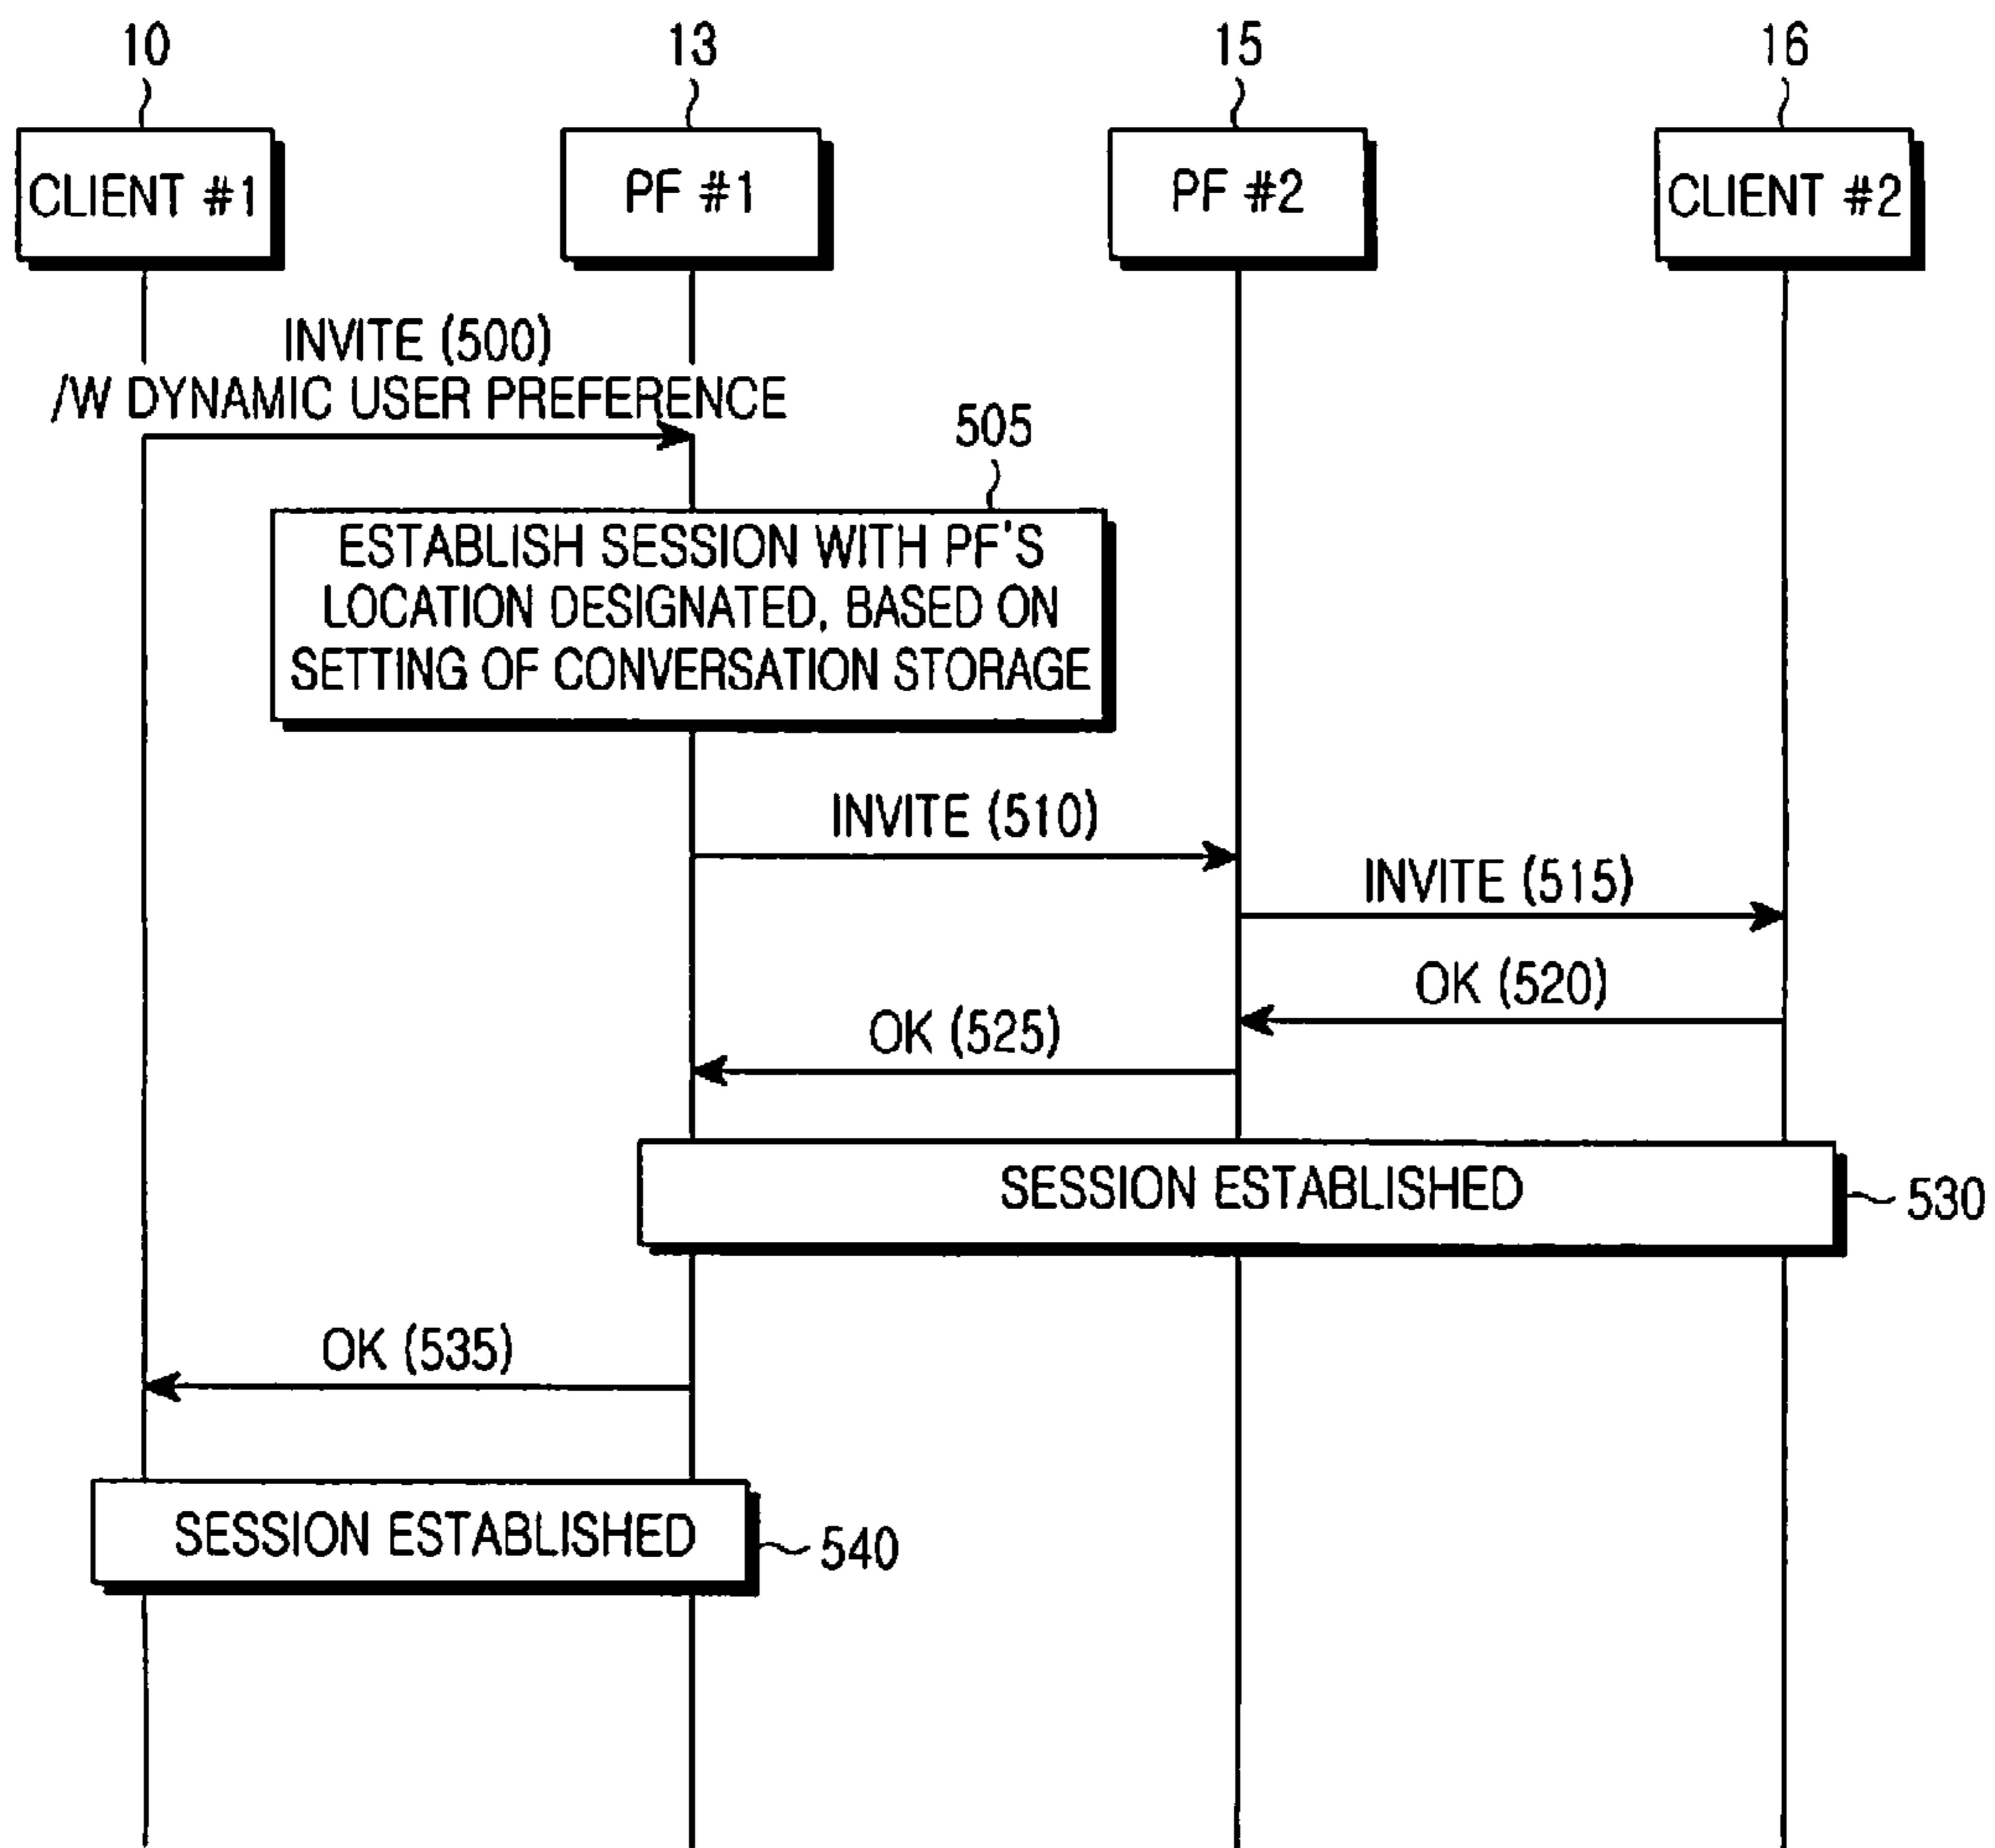 10
13
15
16
CLIENT #1
PF #1
PF #2
CLIENT #2
INVITE (500)
/W DYNAMIC USER PREFERENCE
505
ESTABLISH SESSION WITH PF'S
LOCATION DESIGNATED, BASED ON
SETTING OF CONVERSATION STORAGE
INVITE (510)
INVITE (515)
OK (520)
OK (525)
SESSION ESTABLISHED
530
OK (535)
SESSION ESTABLISHED
540